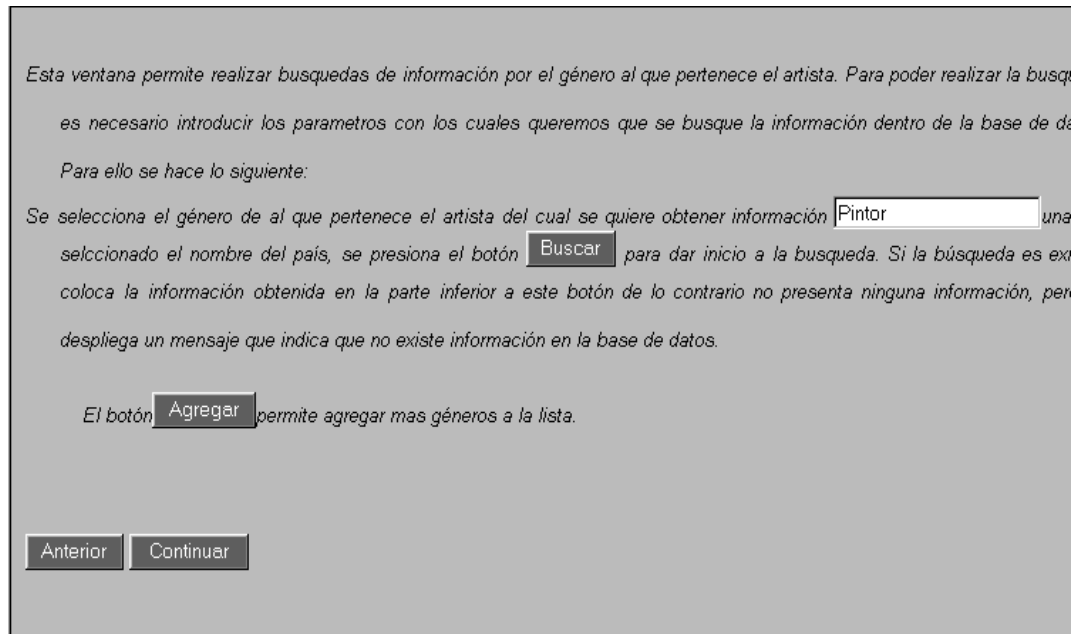 Esta ventana permite realizar busquedas de información por el género al que pertenece el artista. Para poder realizar la
es necesario introducir los parametros con los cuales queremos que se busque la información dentro de la base de
Para ello se hace lo siguiente:
Se selecciona el género de al que pertenece el artista del cual se quiere obtener información Pintor una
selccionado el nombre del país, se presiona el botón Buscar para dar inicio a la busqueda. Si la búsqueda es
coloca la información obtenida en la parte inferior a este botón de lo contrario no presenta ninguna información,
despliega un mensaje que indica que no existe información en la base de datos.
El botón Agregar permite agregar mas géneros a la lista.
Anterior Continuar